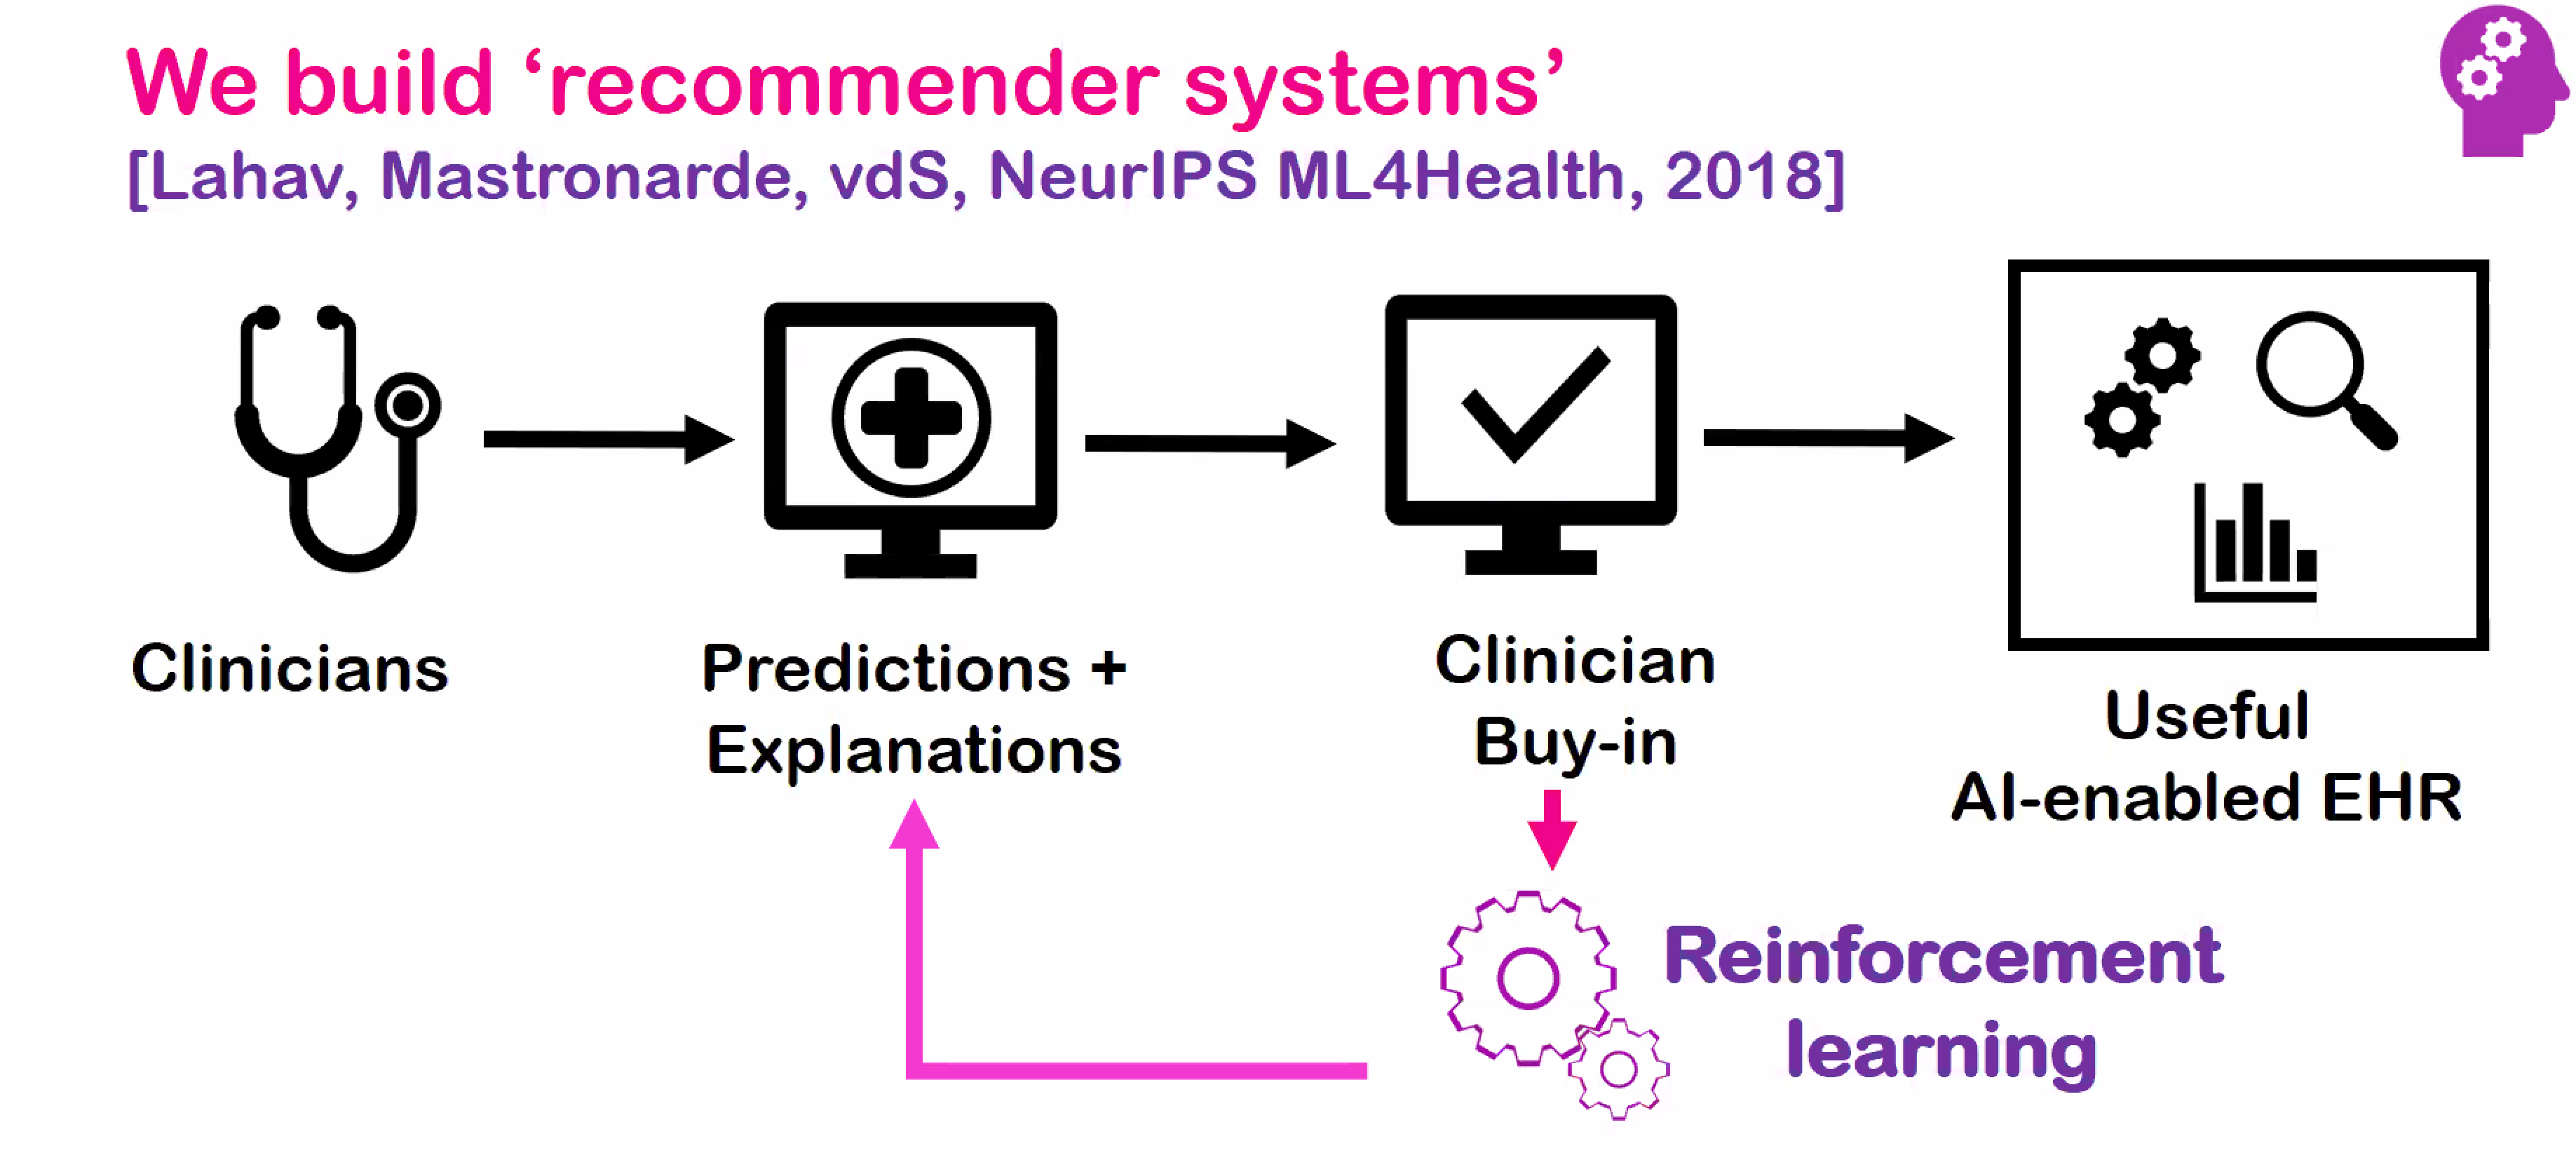 We build ‘recommender systems’
[Lahav, Mastronarde, vdS, NeurIPS ML4Health, 2018]
Clinicians
Predictions +
Explanations
Clinician
Buy-in
Useful
AI-enabled EHR
Reinforcement
learning